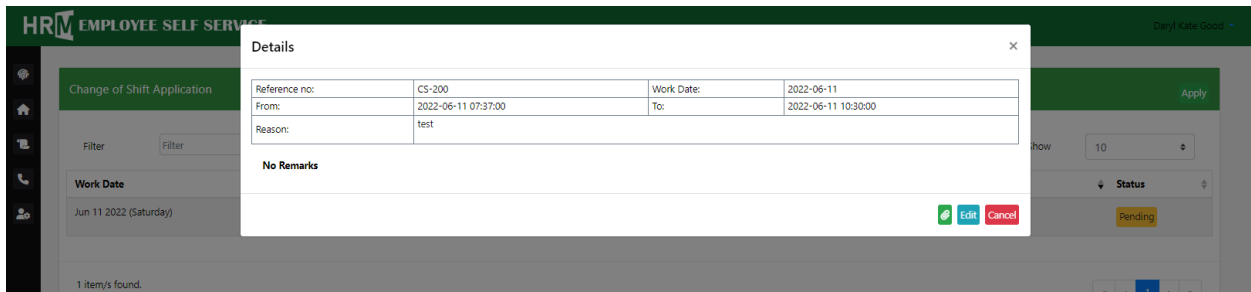 HRM EMPLOYEE SELF SERVICE
Daryl Kate Good
Details
×
Change of Shift Application
Apply
Reference no: CS-200 Work Date: 2022-06-11
From: 2022-06-11 07:37:00 To: 2022-06-11 10:30:00
Reason: test
Filter Filter Show 10
No Remarks
Work Date Status
Jun 11 2022 (Saturday) Pending
Edit Cancel
1 item/s found.
1